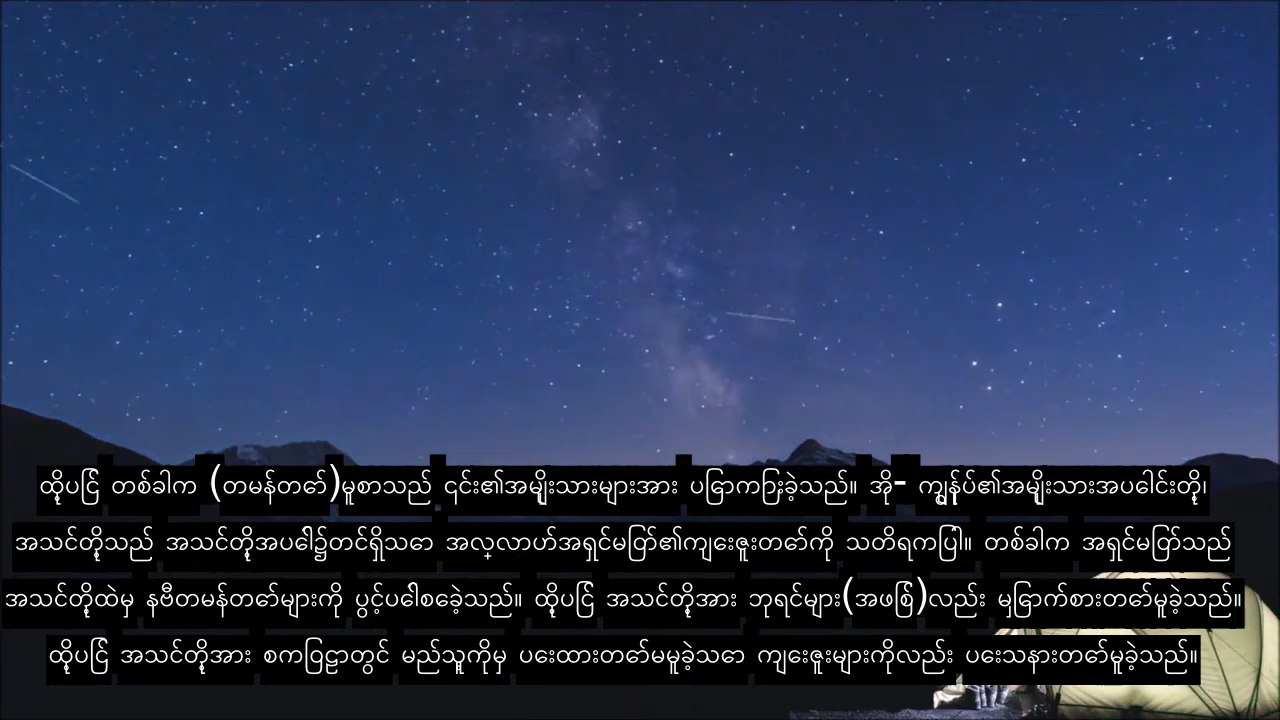 ထို့ပြင် တစ်ခါက (တမန်တော်)မူစာသည် ၎င်း၏အမျိုးသားများအား ပြောကြားခဲ့သည်။ အို- ကျွန်ုပ်၏အမျိုးသားအပေါင်းတို့၊
အသင်တို့သည် အသင်တို့အပေါ်၌တင်ရှိသော အလ္လာဟ်အရှင်မြတ်၏ကျေးဇူးတော်ကို သတိရကြပါ။ တစ်ခါက အရှင်မြတ်သည်
အသင်တို့ထဲမှ နဗီတမန်တော်များကို ပွင့်ပေါ်စေခဲ့သည်။ ထို့ပြင် အသင်တို့အား ဘုရင်များ(အဖြစ်)လည်း မြှောက်စားတော်မူခဲ့သည်။
ထို့ပြင် အသင်တို့အား စကြဝဠာတွင် မည်သူကိုမှ ပေးထားတော်မမူခဲ့သော ကျေးဇူးများကိုလည်း ပေးသနားတော်မူခဲ့သည်။